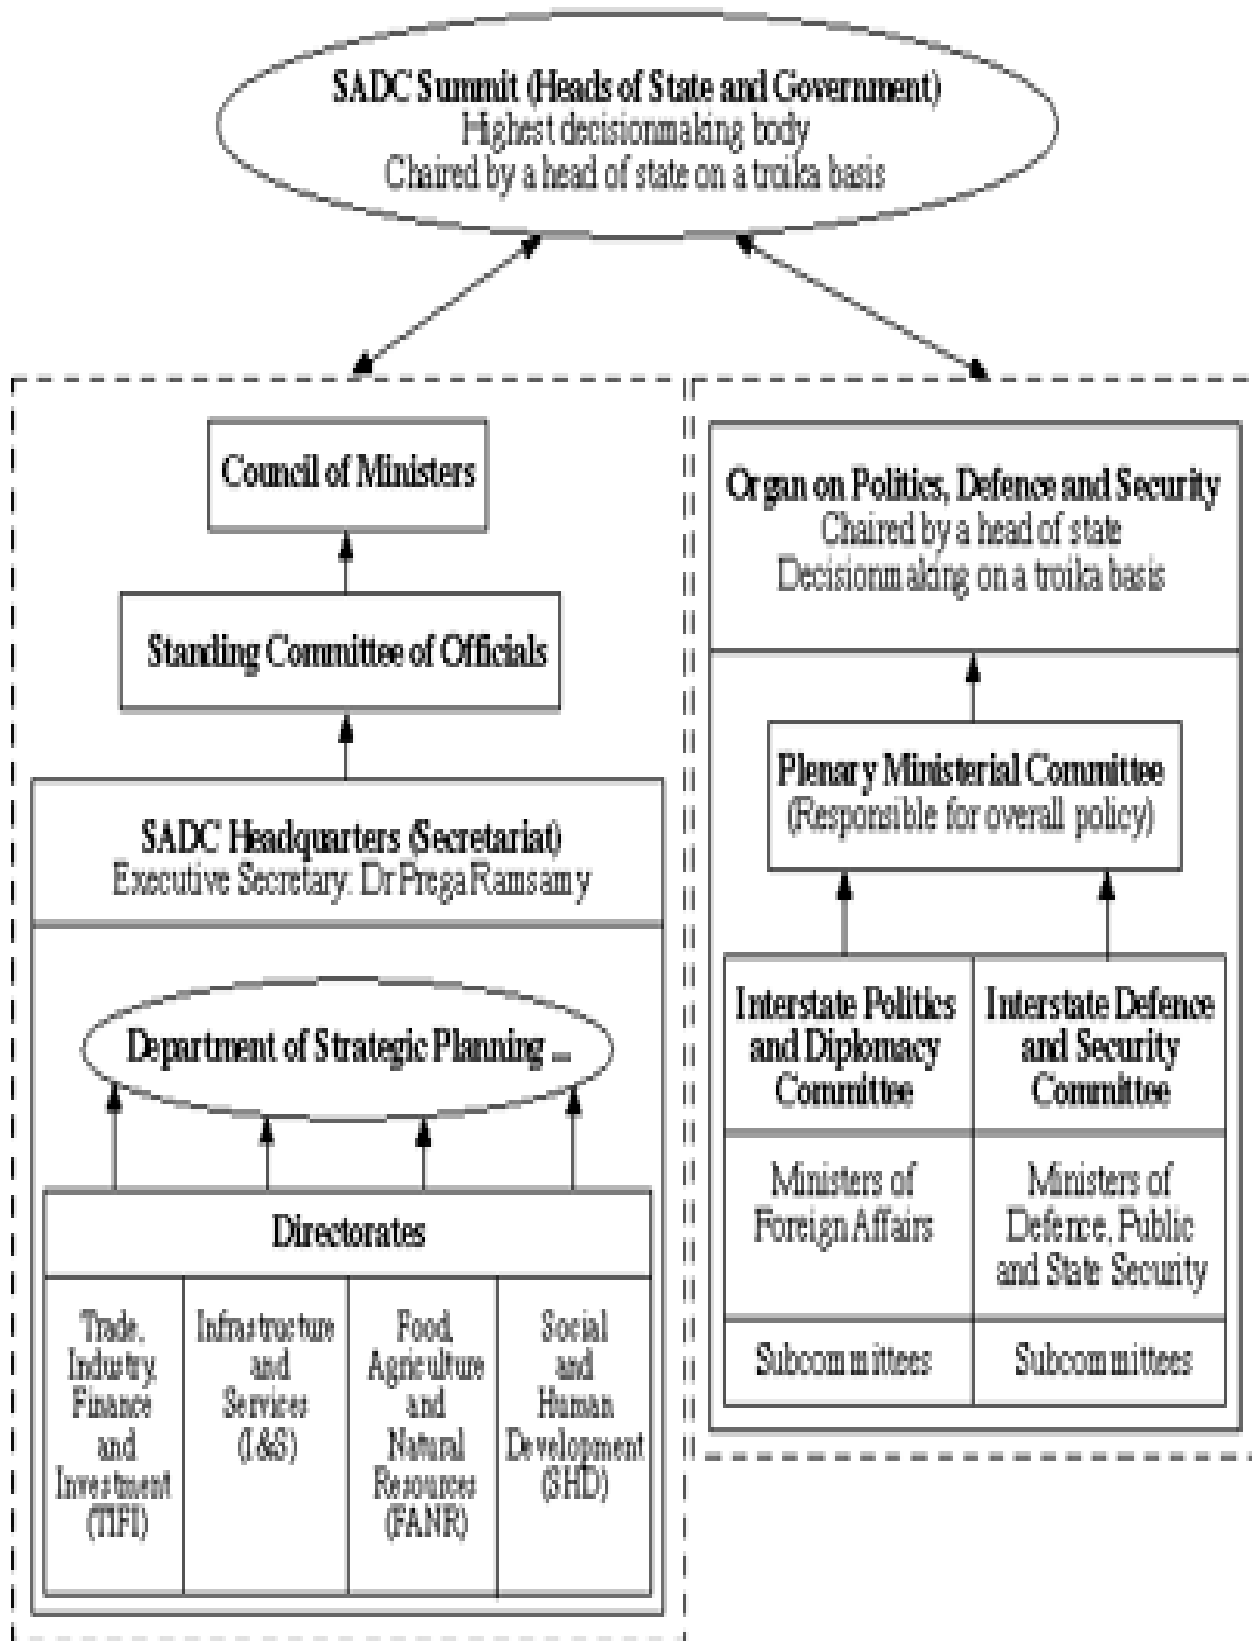 SADC Summit (Heads of State and Government)
Highest decisionmaking body
Chaired by a head of state on a troika basis
Council of Ministers
Standing Committee of Officials
SADC Headquarters (Secretariat)
Executive Secretary: Dr Prega Ramsamy
Department of Strategic Planning ...
Directorates
Trade,
Industry,
Finance
and
Investment
(TIFI)
Infrastructure
and
Services
(I&S)
Food,
Agriculture
and
Natural
Resources
(FANR)
Social
and
Human
Development
(SHD)
Organ on Politics, Defence and Security
Chaired by a head of state
Decisionmaking on a troika basis
Plenary Ministerial Committee
(Responsible for overall policy)
Interstate Politics
and Diplomacy
Committee
Ministers of
Foreign Affairs
Subcommittees
Interstate Defence
and Security
Committee
Ministers of
Defence, Public
and State Security
Subcommittees